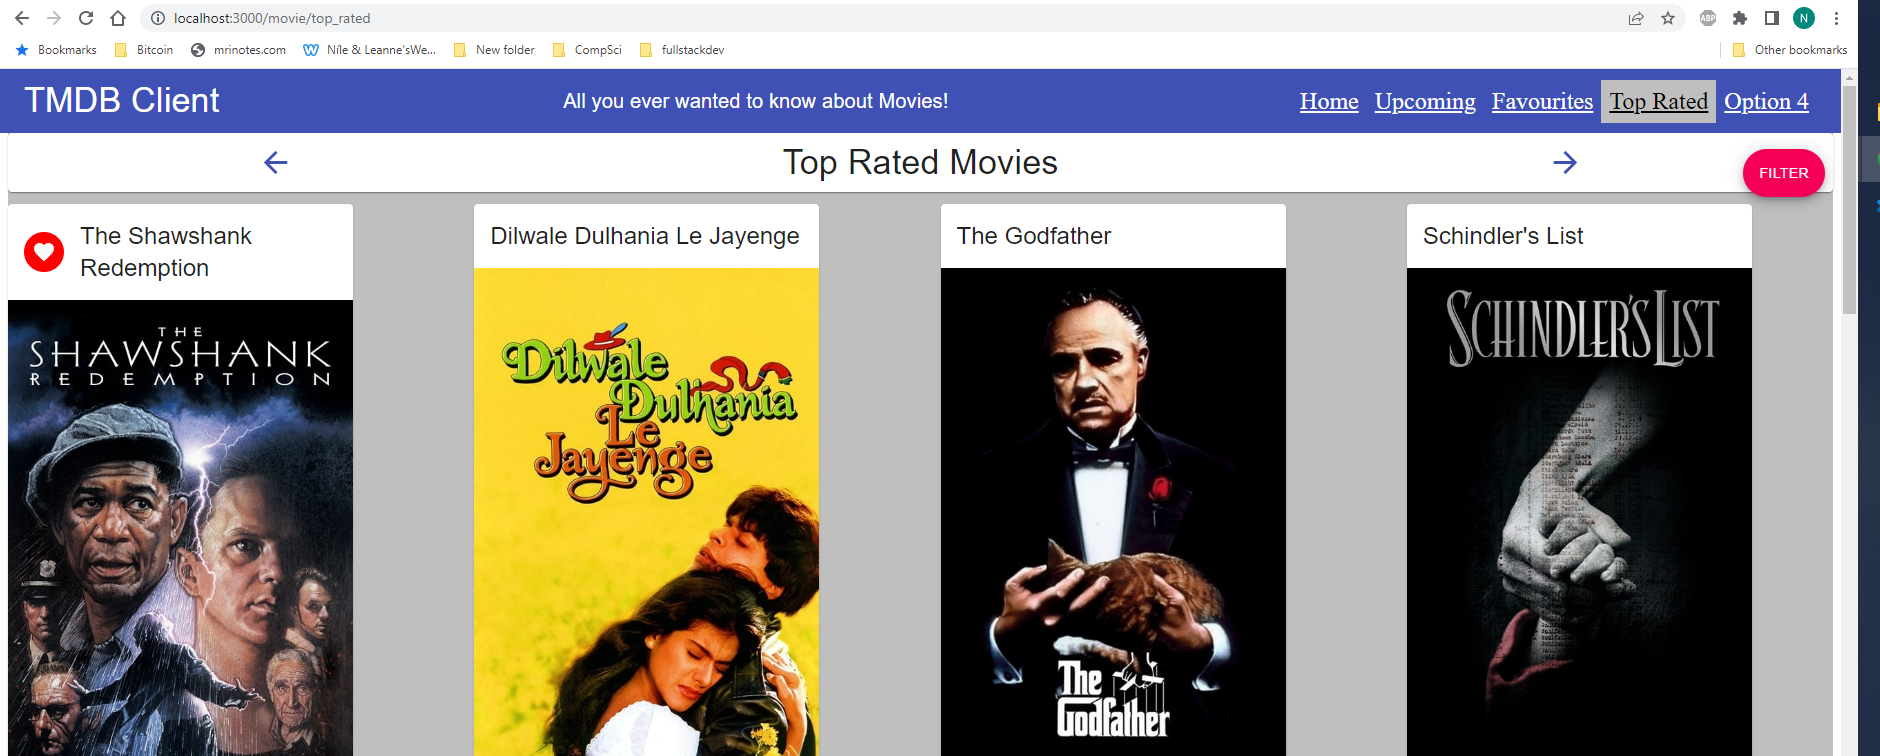 localhost:3000/movie/top_rated
ABP
N
Bookmarks
Bitcoin
mrinotes.com
Nile & Leanne'sWe...
New folder
CompSci
fullstackdev
Other bookmarks
TMDB Client
All you ever wanted to know about Movies!
Home
Upcoming
Favourites
Top Rated
Option 4
Top Rated Movies
FILTER
The Shawshank
Redemption
Dilwale Dulhania Le Jayenge
The Godfather
Schindler's List
THE
SHAWSHANK
REDEMPTION
Dilwale
Dulhania
Le
Jayenge
The
Godfather
SCHINDLER'S LIST